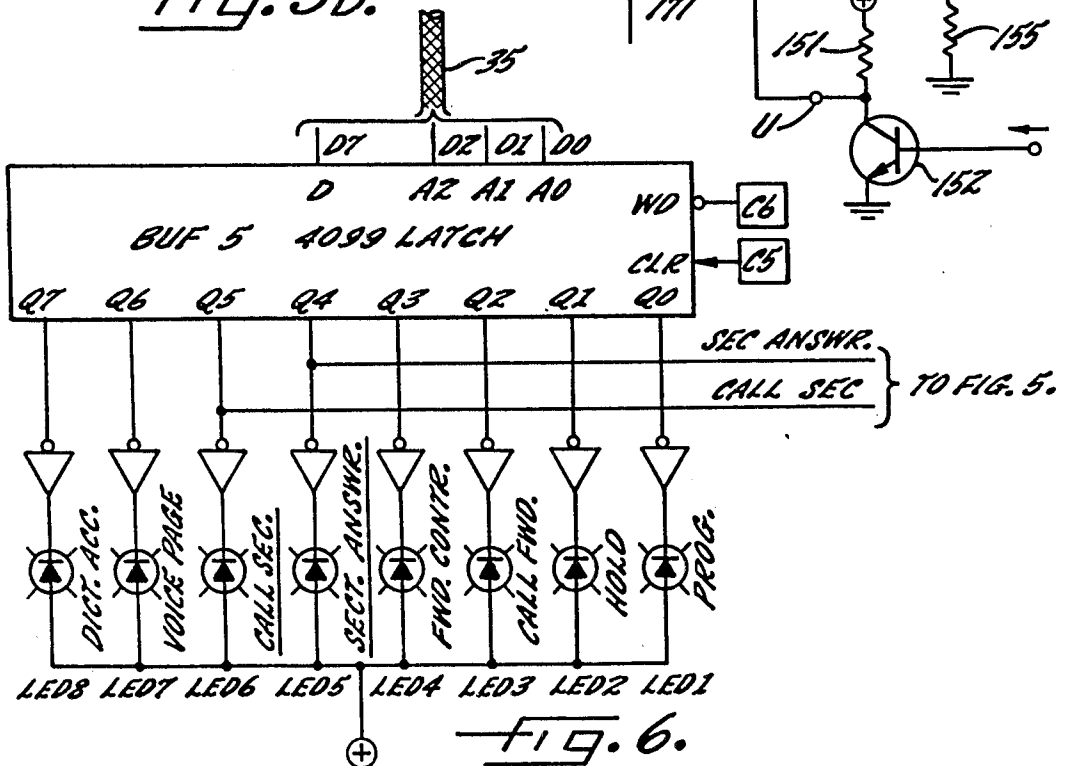 Fig. 5B.
171
35
151
155
U
152
D7 D2 D1 D0
D A2 A1 A0
WD C6
BUF 5 4099 LATCH
CLR C5
Q7 Q6 Q5 Q4 Q3 Q2 Q1 Q0
SEC ANSWR.
CALL SEC
TO FIG. 5.
DICT. ACC.
VOICE PAGE
CALL SEC.
SECT. ANSWR.
FWD. CONTR.
CALL FWD.
HOLD
PROG.
LED8 LED7 LED6 LED5 LED4 LED3 LED2 LED1
Fig. 6.